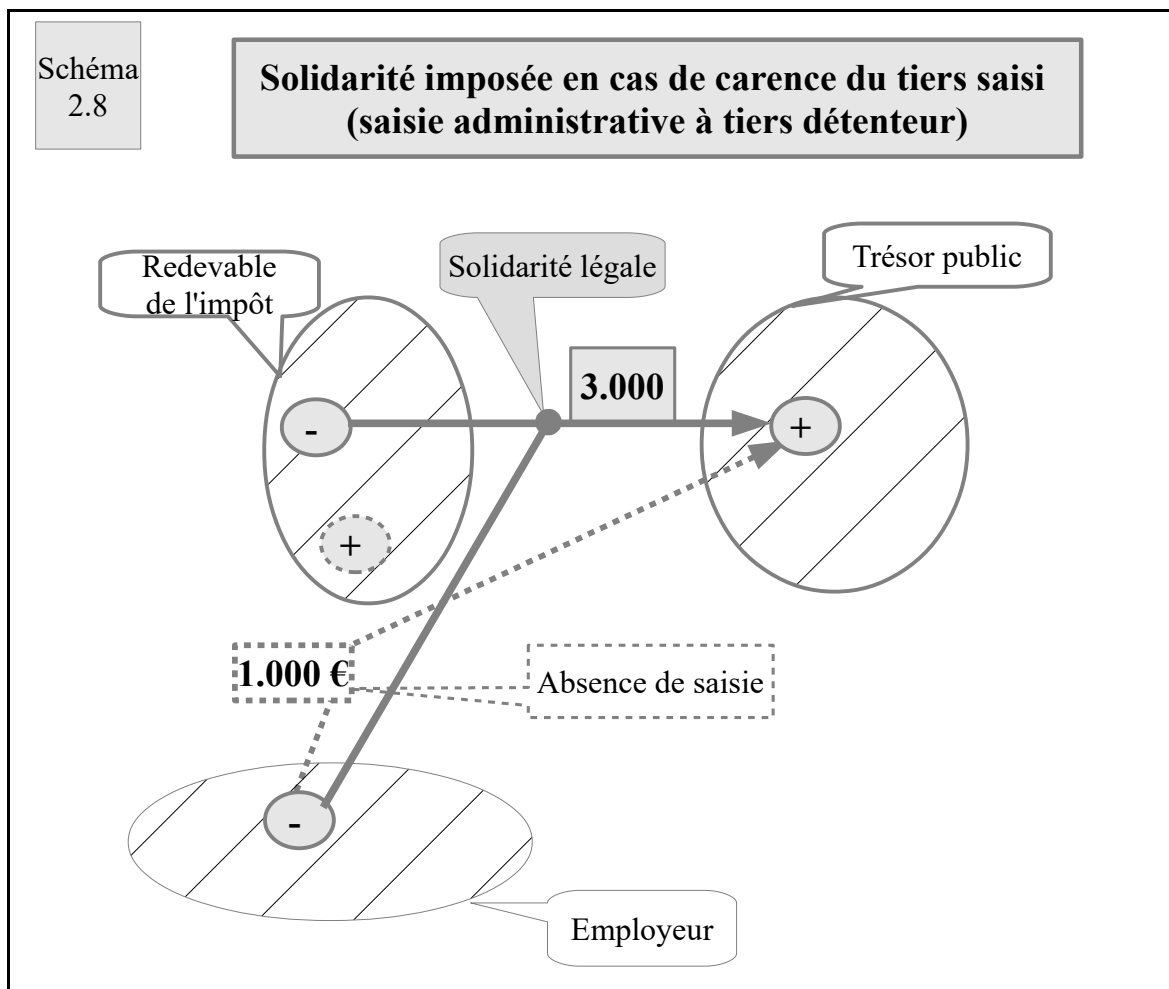 Schéma
2.8
Solidarité imposée en cas de carence du tiers saisi
(saisie administrative à tiers détenteur)
Redevable
de l'impôt
Solidarité légale
Trésor public
3.000
-
+
+
1.000 €
Absence de saisie
-
Employeur